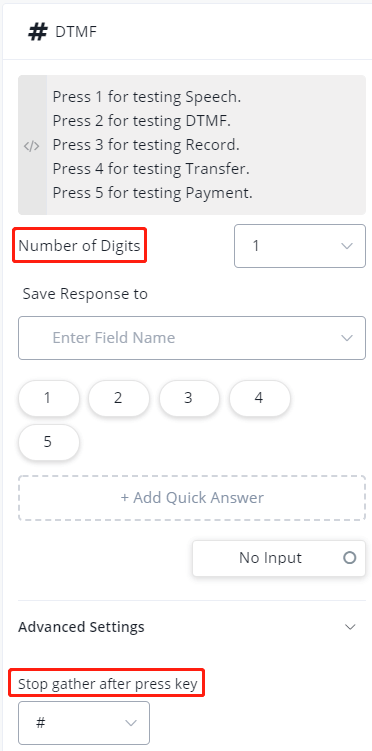 # DTMF
</>
Press 1 for testing Speech.
Press 2 for testing DTMF.
Press 3 for testing Record.
Press 4 for testing Transfer.
Press 5 for testing Payment.
Number of Digits 1
Save Response to
Enter Field Name
1 2 3 4
5
+ Add Quick Answer
No Input
Advanced Settings
Stop gather after press key
#